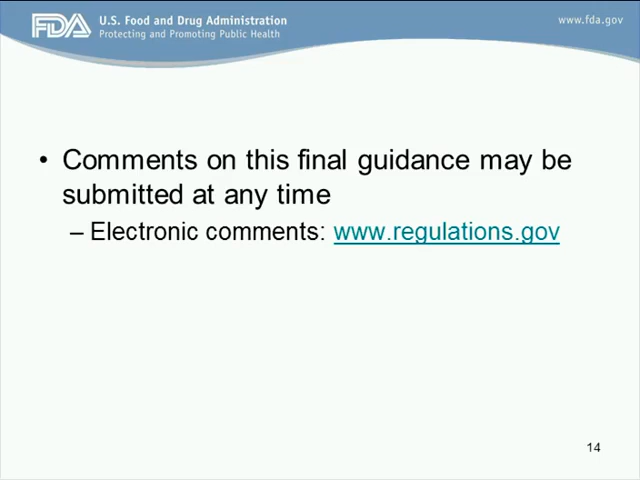 FDA U.S. Food and Drug Administration www.fda.gov
Protecting and Promoting Public Health
• Comments on this final guidance may be
submitted at any time
– Electronic comments: www.regulations.gov
14